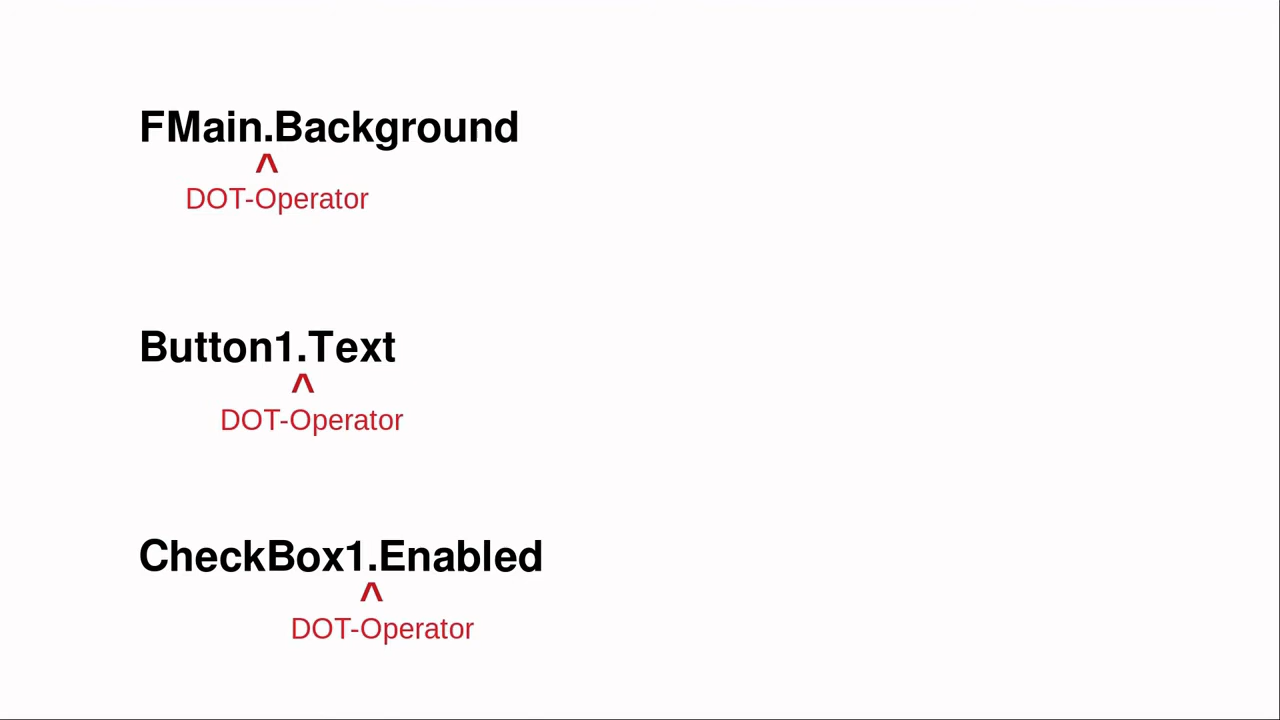 FMain.Background
^
DOT-Operator
Button1.Text
^
DOT-Operator
CheckBox1.Enabled
^
DOT-Operator